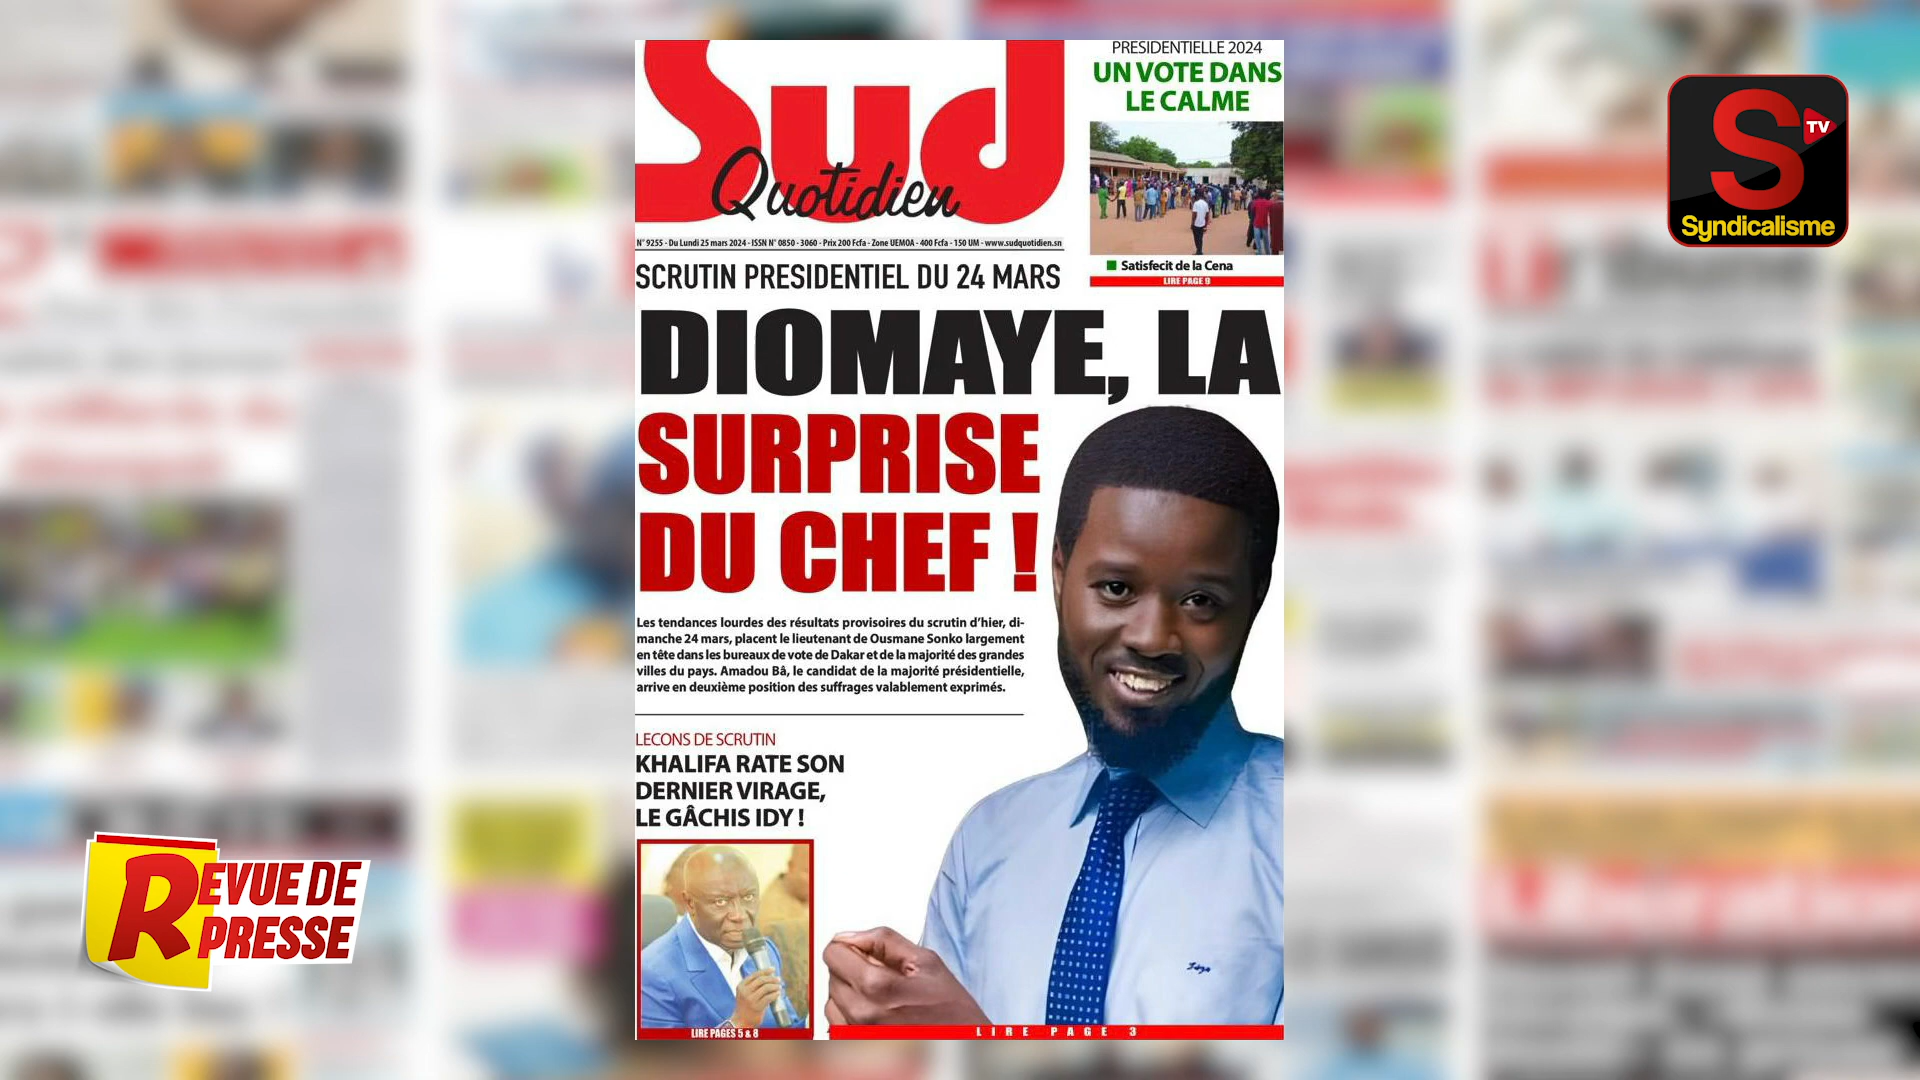 Sud
Quotidien
N° 9255 - Du Lundi 25 mars 2024 - ISSN N° 0850 - 3060 - Prix 200 Fcfa - Zone UEMOA - 400 Fcfa - 150 UM - www.sudquotidien.sn
PRESIDENTIELLE 2024
UN VOTE DANS
LE CALME
Satisfecit de la Cena
LIRE PAGE 9
SCRUTIN PRESIDENTIEL DU 24 MARS
DIOMAYE, LA
SURPRISE
DU CHEF !
Les tendances lourdes des résultats provisoires du scrutin d'hier, di-
manche 24 mars, placent le lieutenant de Ousmane Sonko largement
en tête dans les bureaux de vote de Dakar et de la majorité des grandes
villes du pays. Amadou Bâ, le candidat de la majorité présidentielle,
arrive en deuxième position des suffrages valablement exprimés.
LECONS DE SCRUTIN
KHALIFA RATE SON
DERNIER VIRAGE,
LE GÂCHIS IDY !
LIRE PAGES 5 & 8
LIRE PAGE 3
S TV
Syndicalisme
REVUE DE
PRESSE